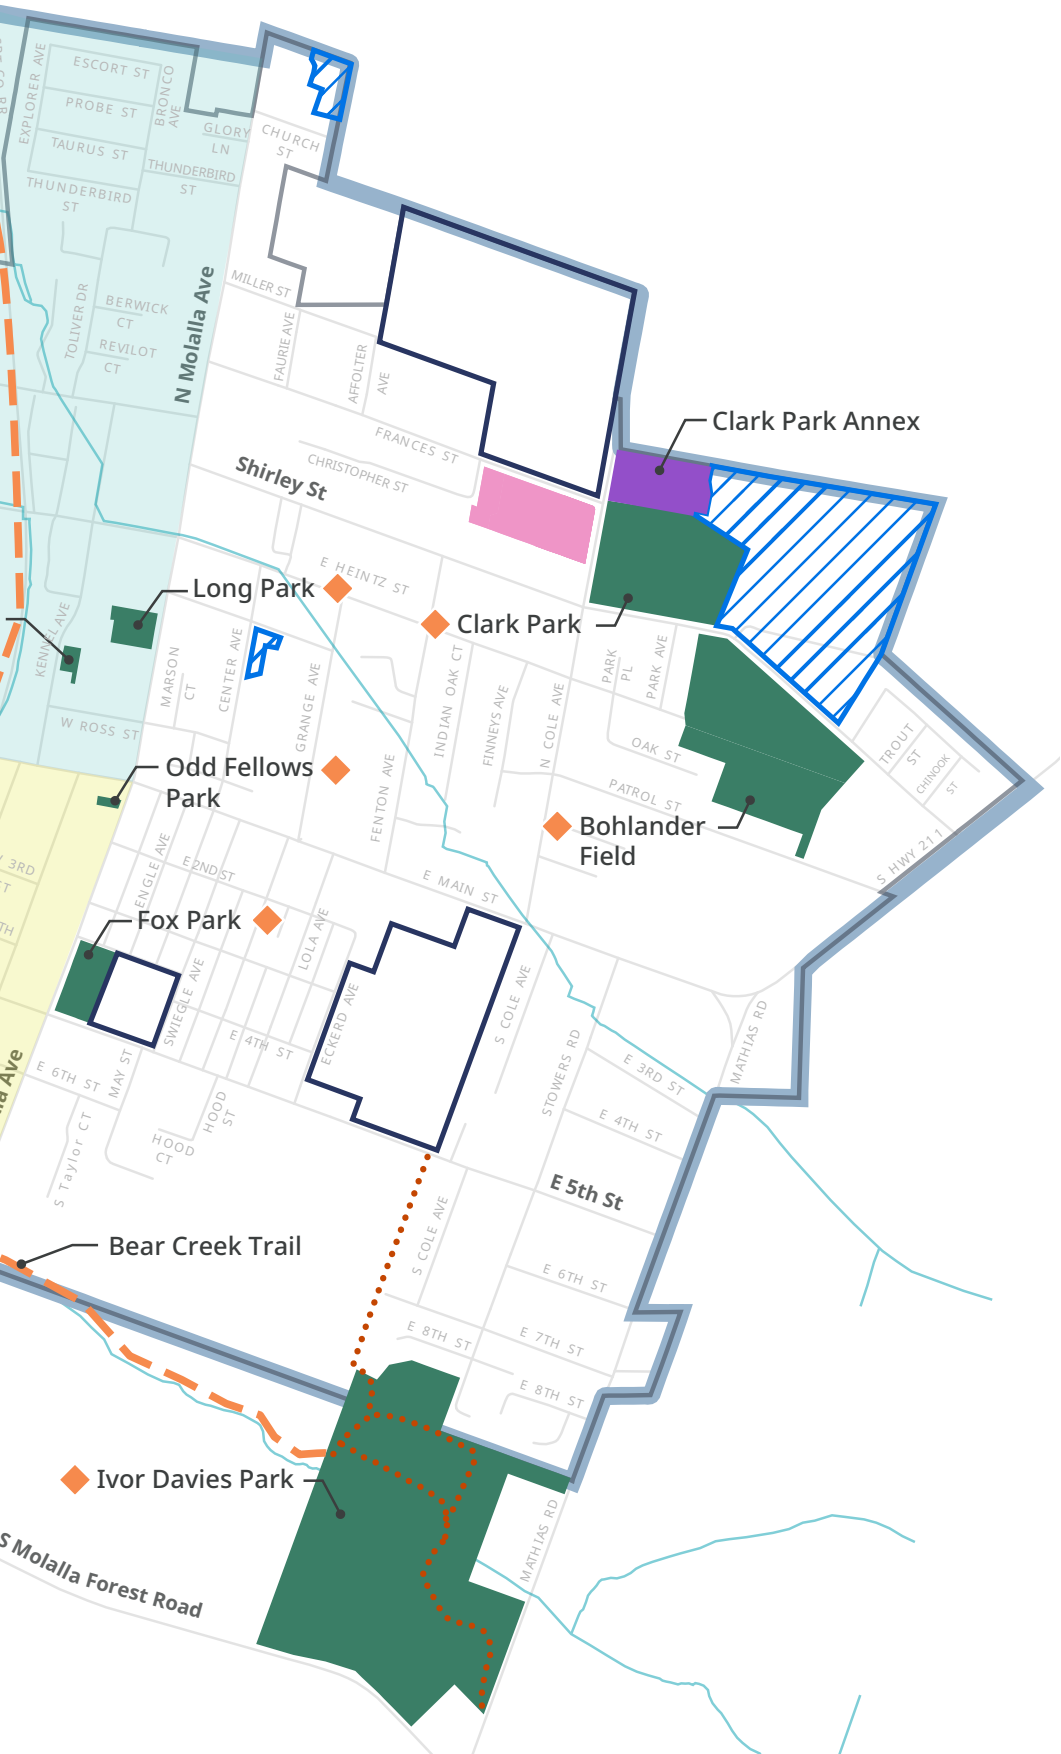 ESCORT ST
EXPLORER AVE
PROBE ST
BRONCO
AVE
TAURUS ST
GLORY
LN
CHURCH
ST
THUNDERBIRD
ST
THUNDERBIRD
ST
N Molalla Ave
MILLER ST
BERWICK
CT
TOLIVER DR
REVILOT
CT
FAURIE AVE
AFFOLTER
AVE
FRANCES ST
CHRISTOPHER ST
Shirley St
Clark Park Annex
E HEINTZ ST
Long Park
Clark Park
KENNEL AVE
MARSON
CT
CENTER AVE
GRANGE AVE
INDIAN OAK CT
FINNEYS AVE
N COLE AVE
PARK
PL
PARK AVE
W ROSS ST
OAK ST
TROUT
ST
CHINOOK
ST
Odd Fellows
Park
FENTON AVE
PATROL ST
Bohlander
Field
S HWY 211
3RD
ENGLE AVE
E 2ND ST
E MAIN ST
Fox Park
LOLA AVE
SWIEGLE AVE
ECKERD AVE
S COLE AVE
MATHIAS RD
STOWERS RD
E 4TH ST
E 3RD ST
E 6TH ST
MAY ST
HOOD
ST
E 4TH ST
HOOD
CT
S Taylor CT
E 5th St
S COLE AVE
Bear Creek Trail
E 6TH ST
E 8TH ST
E 7TH ST
E 8TH ST
Ivor Davies Park
MATHIAS RD
S Molalla Forest Road